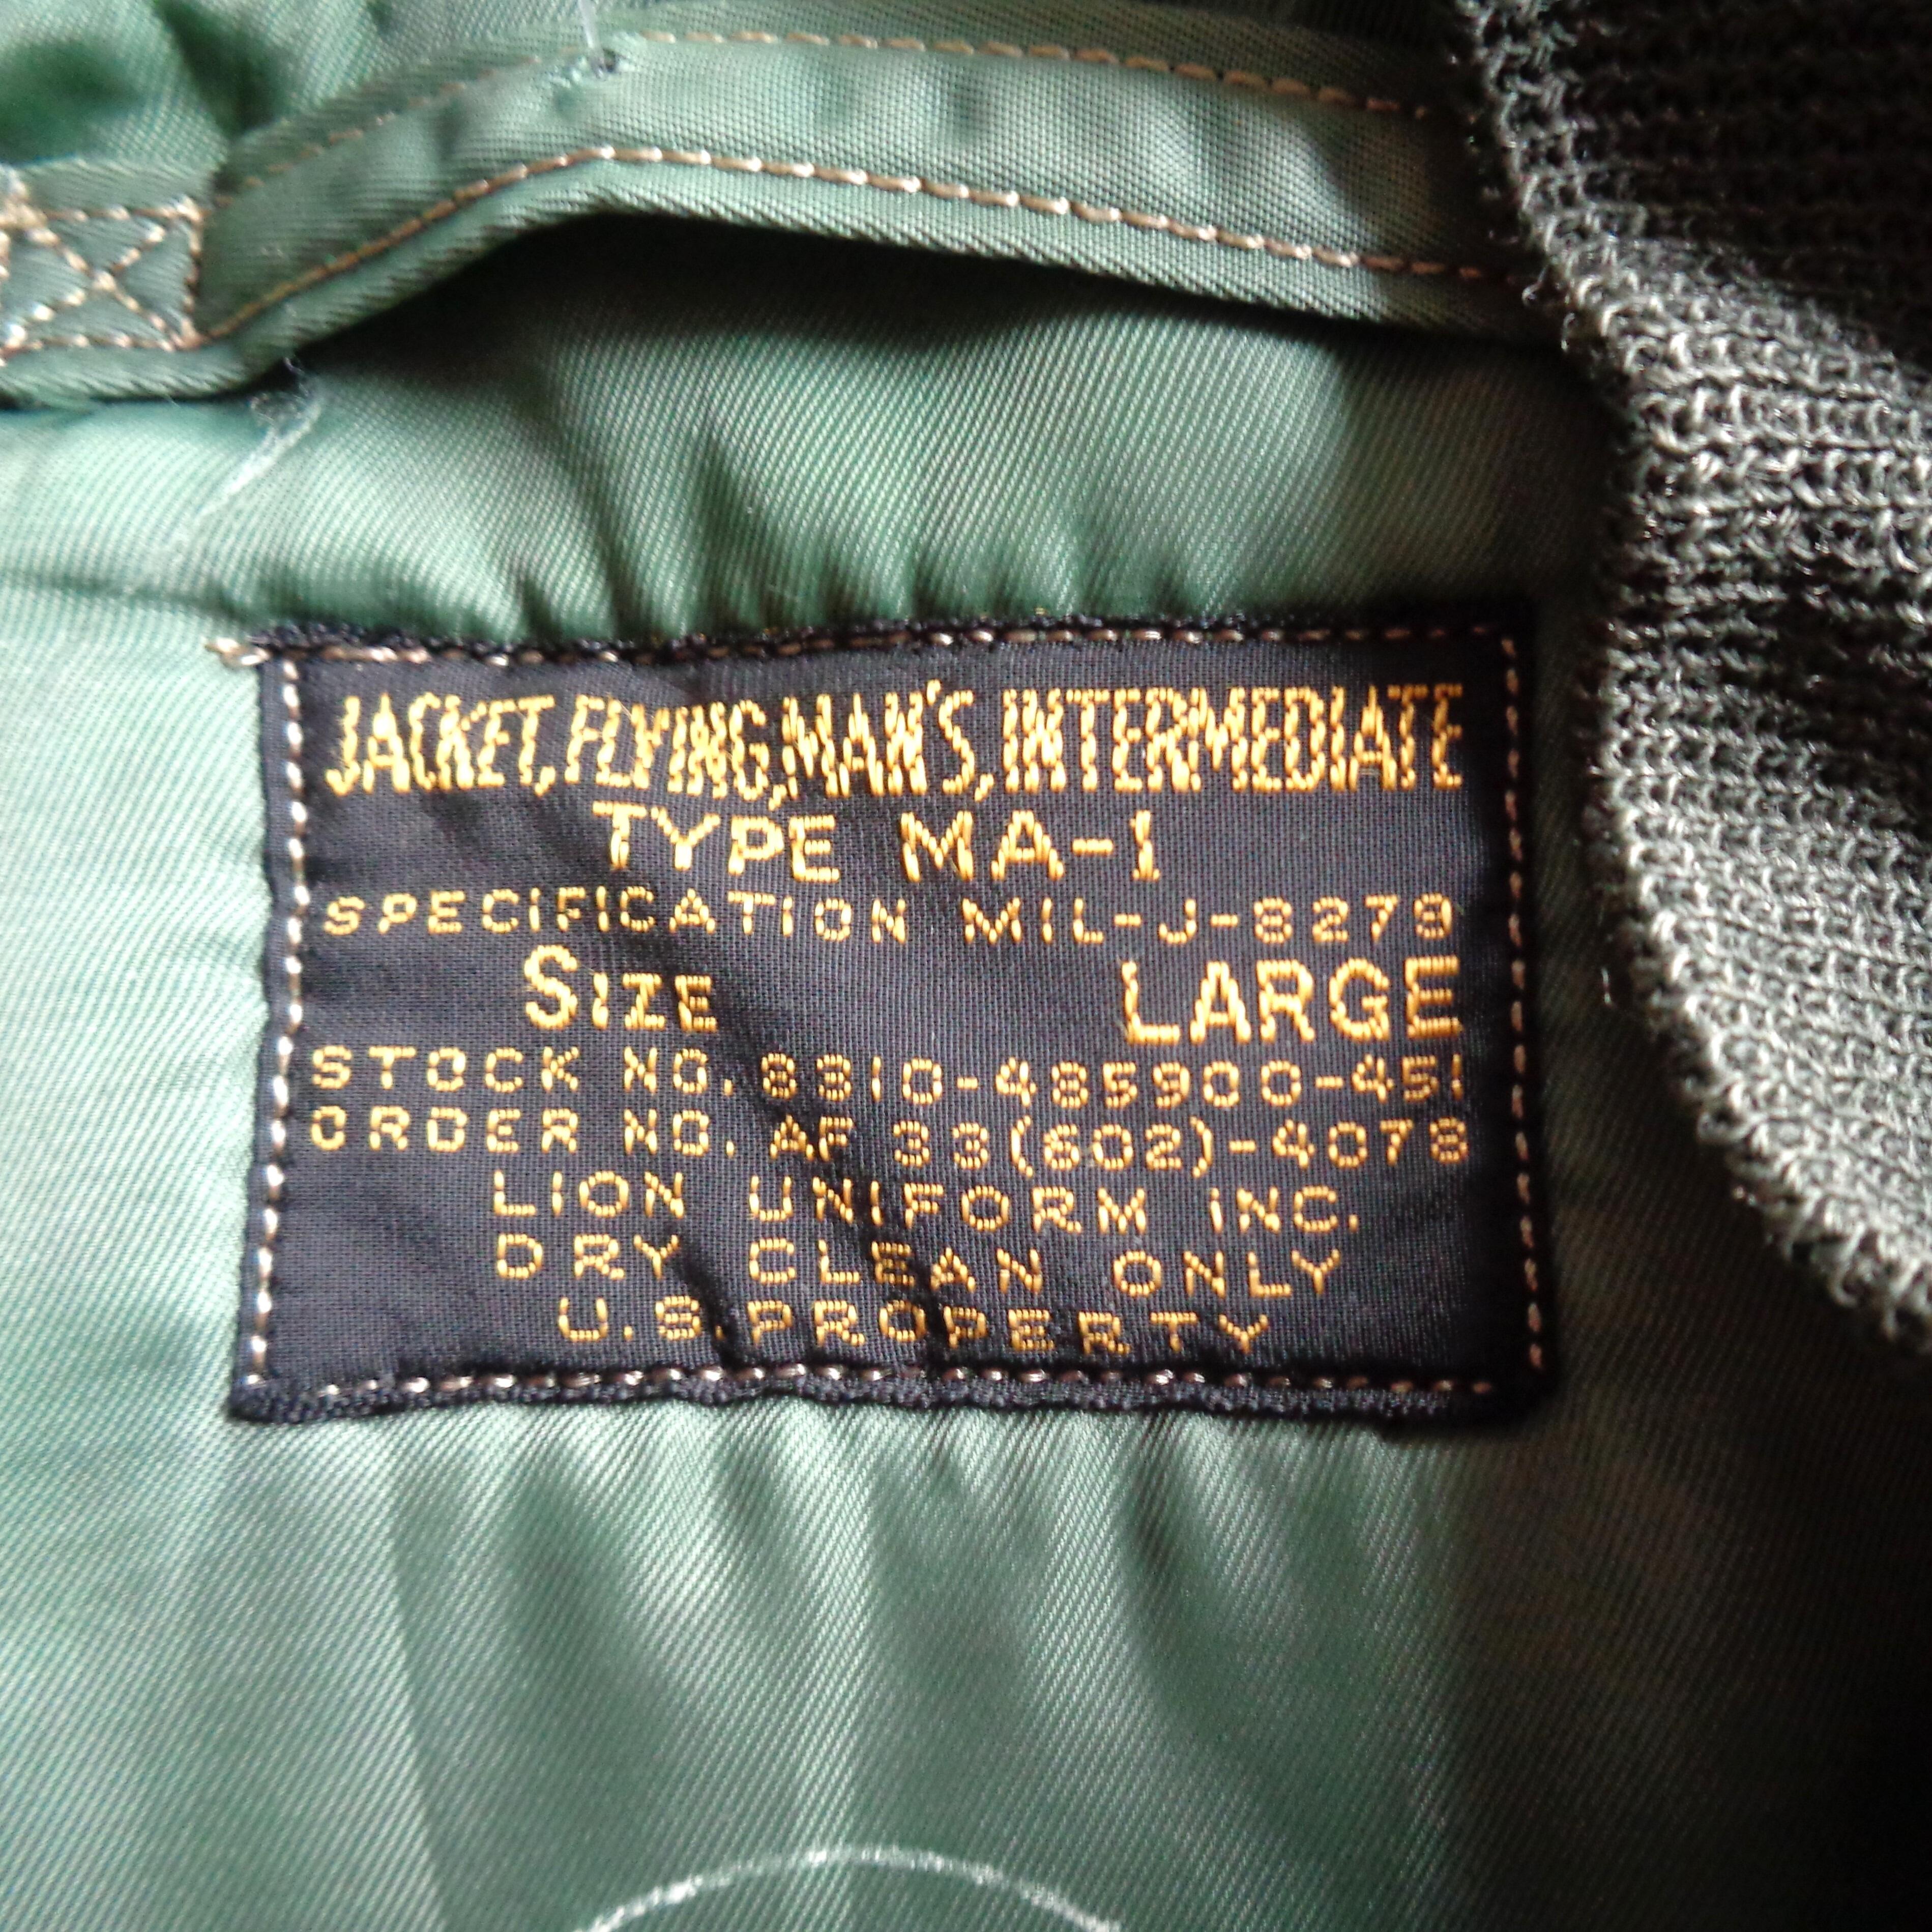 JACKET, FLYING, MAN'S, INTERMEDIATE
TYPE MA-1
SPECIFICATION MIL-J-8279
SIZE LARGE
STOCK NO. 8310-485900-451
ORDER NO. AF 33(602)-4078
LION UNIFORM INC.
DRY CLEAN ONLY
U.S. PROPERTY